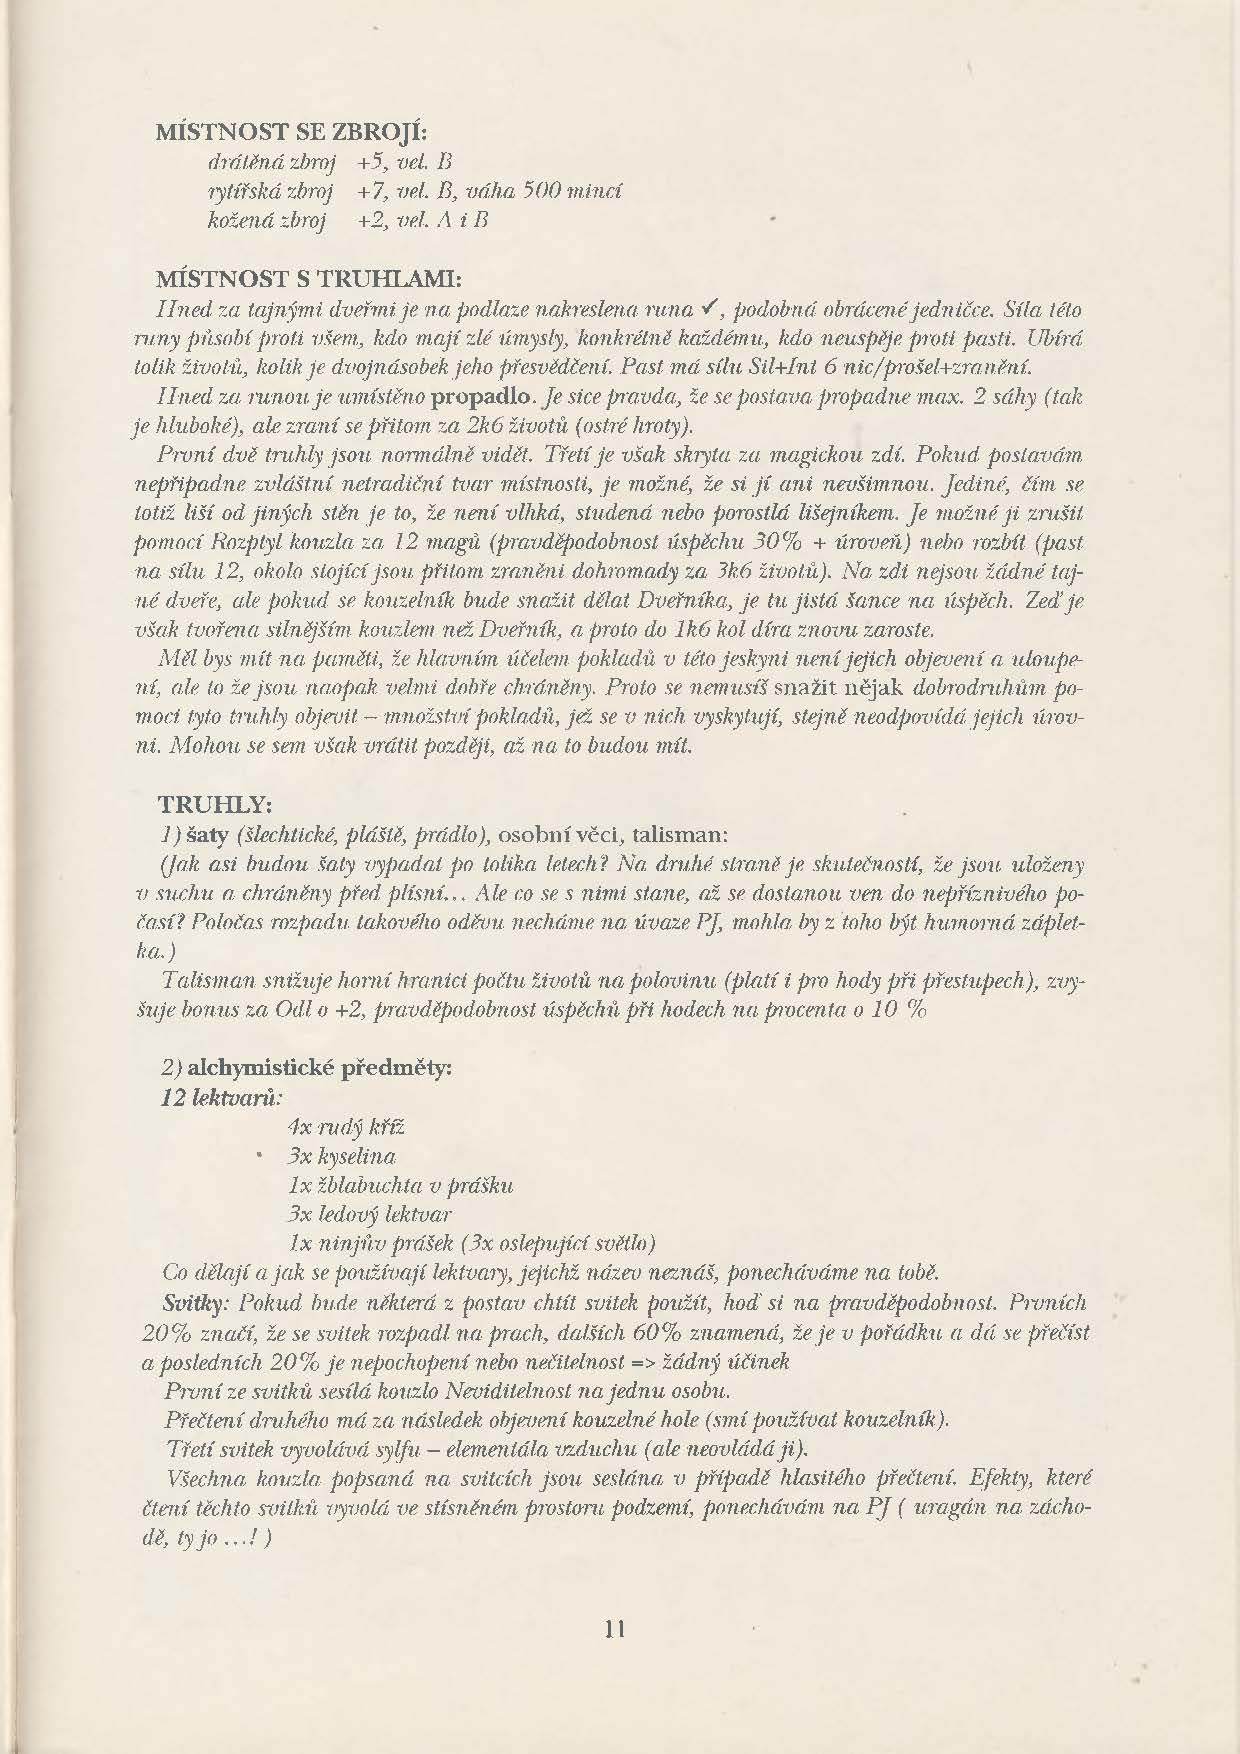 MÍSTNOST SE ZBROJÍ:
drátěná zbroj +5, vel. B
rytířská zbroj +7, vel. B, váha 500 mincí
kožená zbroj +2, vel. A i B
MÍSTNOST S TRUHLAMI:
Hned za tajnými dveřmi je na podlaze nakreslena runa ✓, podobná obrácené jedničce. Síla této
runy působí proti všem, kdo mají zlé úmysly, konkrétně každému, kdo neuspěje proti pasti. Ubírá
tolik životů, kolik je dvojnásobek jeho přesvědčení. Past má sílu Sil+Int 6 nic/prošel+zranění.
Hned za runou je umístěno propadlo. Je sice pravda, že se postava propadne max. 2 sáhy (tak
je hluboké), ale zraní se přitom za 2k6 životů (ostré hroty).
První dvě truhly jsou normálně vidět. Třetí je však skryta za magickou zdí. Pokud postavám
nepřipadne zvláštní netradiční tvar místnosti, je možné, že si jí ani nevšimnou. Jediné, čím se
totiž liší od jiných stěn je to, že není vlhká, studená nebo porostlá lišejníkem. Je možné ji zrušit
pomocí Rozptyl kouzla za 12 magů (pravděpodobnost úspěchu 30% + úroveň) nebo rozbít (past
na sílu 12, okolo stojící jsou přitom zraněni dohromady za 3k6 životů). Na zdi nejsou žádné taj-
né dveře, ale pokud se kouzelník bude snažit dělat Dveřníka, je tu jistá šance na úspěch. Zeď je
však tvořena silnějším kouzlem než Dveřník, a proto do 1k6 kol díra znovu zaroste.
Měl bys mít na paměti, že hlavním účelem pokladů v této jeskyni není jejich objevení a uloupe-
ní, ale to že jsou naopak velmi dobře chráněny. Proto se nemusíš snažit nějak dobrodruhům po-
moci tyto truhly objevit – množství pokladů, jež se v nich vyskytují, stejně neodpovídá jejich úrov-
ni. Mohou se sem však vrátit později, až na to budou mít.
TRUHLY:
1) šaty (šlechtické, pláště, prádlo), osobní věci, talisman:
(Jak asi budou šaty vypadat po tolika letech? Na druhé straně je skutečností, že jsou uloženy
v suchu a chráněny před plísní... Ale co se s nimi stane, až se dostanou ven do nepříznivého po-
časí? Poločas rozpadu takového oděvu necháme na úvaze PJ, mohla by z toho být humorná záplet-
ka.)
Talisman snižuje horní hranici počtu životů na polovinu (platí i pro hody při přestupech), zvy-
šuje bonus za Odl o +2, pravděpodobnost úspěchů při hodech na procenta o 10 %
2) alchymistické předměty:
12 lektvarů:
4x rudý kříž
3x kyselina
1x žblabuchta v prášku
3x ledový lektvar
1x ninjův prášek (3x oslepující světlo)
Co dělají a jak se používají lektvary, jejichž název neznáš, ponecháváme na tobě.
Svitky: Pokud bude některá z postav chtít svitek použít, hoď si na pravděpodobnost. Prvních
20% značí, že se svitek rozpadl na prach, dalších 60% znamená, že je v pořádku a dá se přečíst
a posledních 20% je nepochopení nebo nečitelnost => žádný účinek
První ze svitků sesílá kouzlo Neviditelnost na jednu osobu.
Přečtení druhého má za následek objevení kouzelné hole (smí používat kouzelník).
Třetí svitek vyvolává sylfu – elementála vzduchu (ale neovládá ji).
Všechna kouzla popsaná na svitcích jsou seslána v případě hlasitého přečtení. Efekty, které
čtení těchto svitků vyvolá ve stísněném prostoru podzemí, ponechávám na PJ ( uragán na zácho-
dě, ty jo ...! )
11